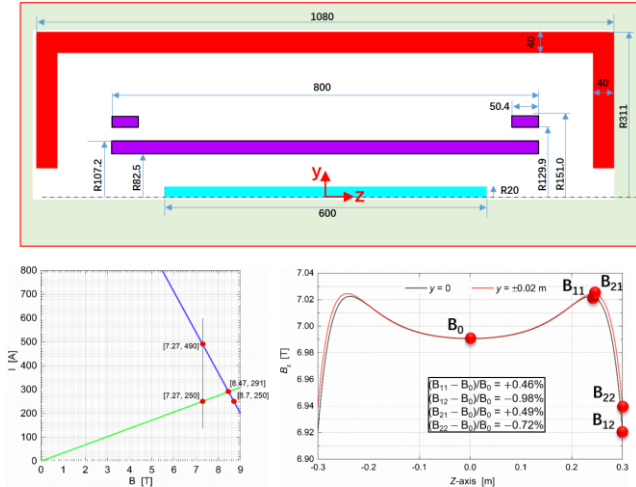 1080
40
40
R311
800
50.4
R107.2
R82.5
R129.9
R151.0
y
z
R20
600
800
700
600
500
400
300
200
100
0
I [A]
[7.27, 490]
[8.47, 291]
[7.27, 250]
[8.7, 250]
0 1 2 3 4 5 6 7 8 9
B [T]
7.04
7.02
7.00
6.98
6.96
6.94
6.92
6.90
Bz [T]
y = 0 y = ±0.02 m
B11
B21
B0
(B11 − B0)/B0 = +0.46%
(B12 − B0)/B0 = −0.98%
(B21 − B0)/B0 = +0.49%
(B22 − B0)/B0 = −0.72%
B22
B12
-0.3 -0.2 -0.1 0.0 0.1 0.2 0.3
Z-axis [m]